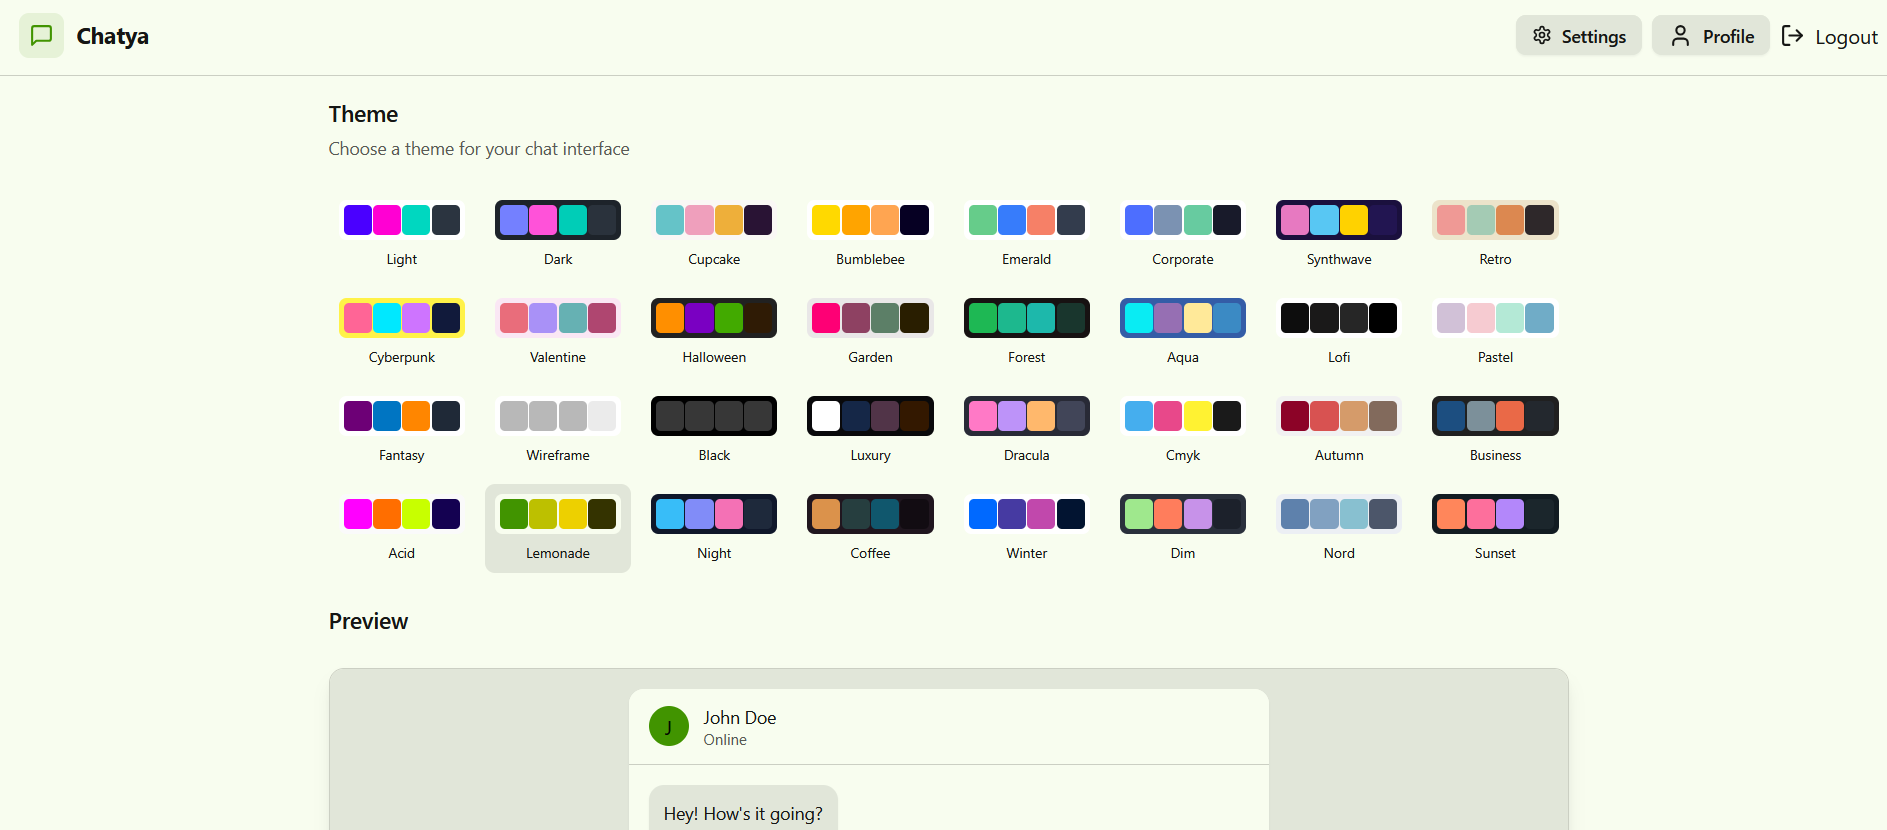 Chatya
Settings
Profile
Logout
Theme
Choose a theme for your chat interface
Light
Dark
Cupcake
Bumblebee
Emerald
Corporate
Synthwave
Retro
Cyberpunk
Valentine
Halloween
Garden
Forest
Aqua
Lofi
Pastel
Fantasy
Wireframe
Black
Luxury
Dracula
Cmyk
Autumn
Business
Acid
Lemonade
Night
Coffee
Winter
Dim
Nord
Sunset
Preview
J
John Doe
Online
Hey! How's it going?